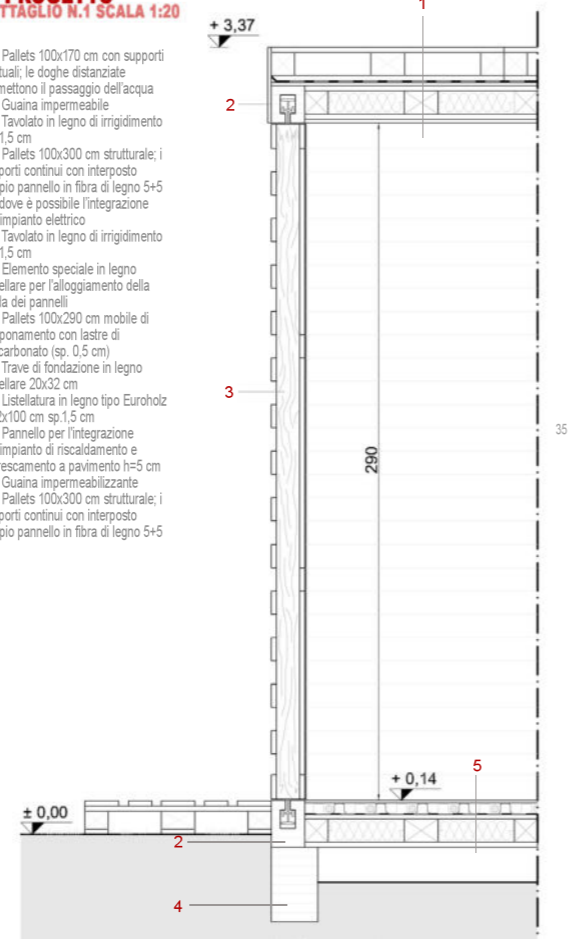 TTAGLIO N.1 SCALA 1:20
Pallets 100x170 cm con supporti
tuali; le doghe distanziate
mettono il passaggio dell'acqua
Guaina impermeabile
Tavolato in legno di irrigidimento
1,5 cm
Pallets 100x300 cm strutturale; i
porti continui con interposto
pio pannello in fibra di legno 5+5
dove è possibile l'integrazione
impianto elettrico
Tavolato in legno di irrigidimento
1,5 cm
Elemento speciale in legno
ellare per l'alloggiamento della
da dei pannelli
Pallets 100x290 cm mobile di
ponamento con lastre di
carbonato (sp. 0,5 cm)
Trave di fondazione in legno
ellare 20x32 cm
Listellatura in legno tipo Euroholz
2x100 cm sp.1,5 cm
Pannello per l'integrazione
impianto di riscaldamento e
rescamento a pavimento h=5 cm
Guaina impermeabilizzante
Pallets 100x300 cm strutturale; i
porti continui con interposto
pio pannello in fibra di legno 5+5
+ 3,37
1
2
3
290
35
+ 0,14
5
± 0,00
2
4